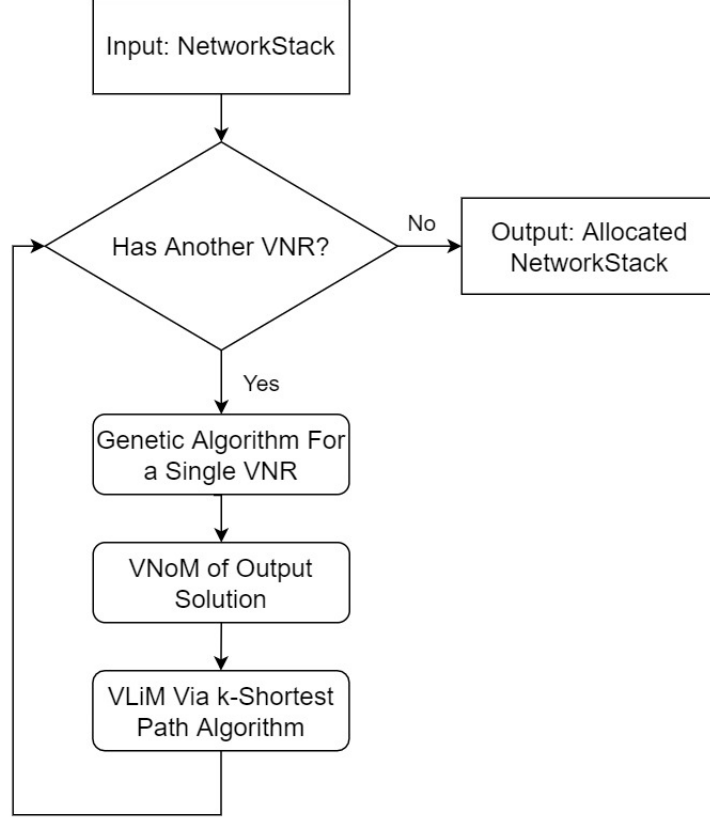 Input: NetworkStack
Has Another VNR?
No
Output: Allocated
NetworkStack
Yes
Genetic Algorithm For
a Single VNR
VNoM of Output
Solution
VLiM Via k-Shortest
Path Algorithm